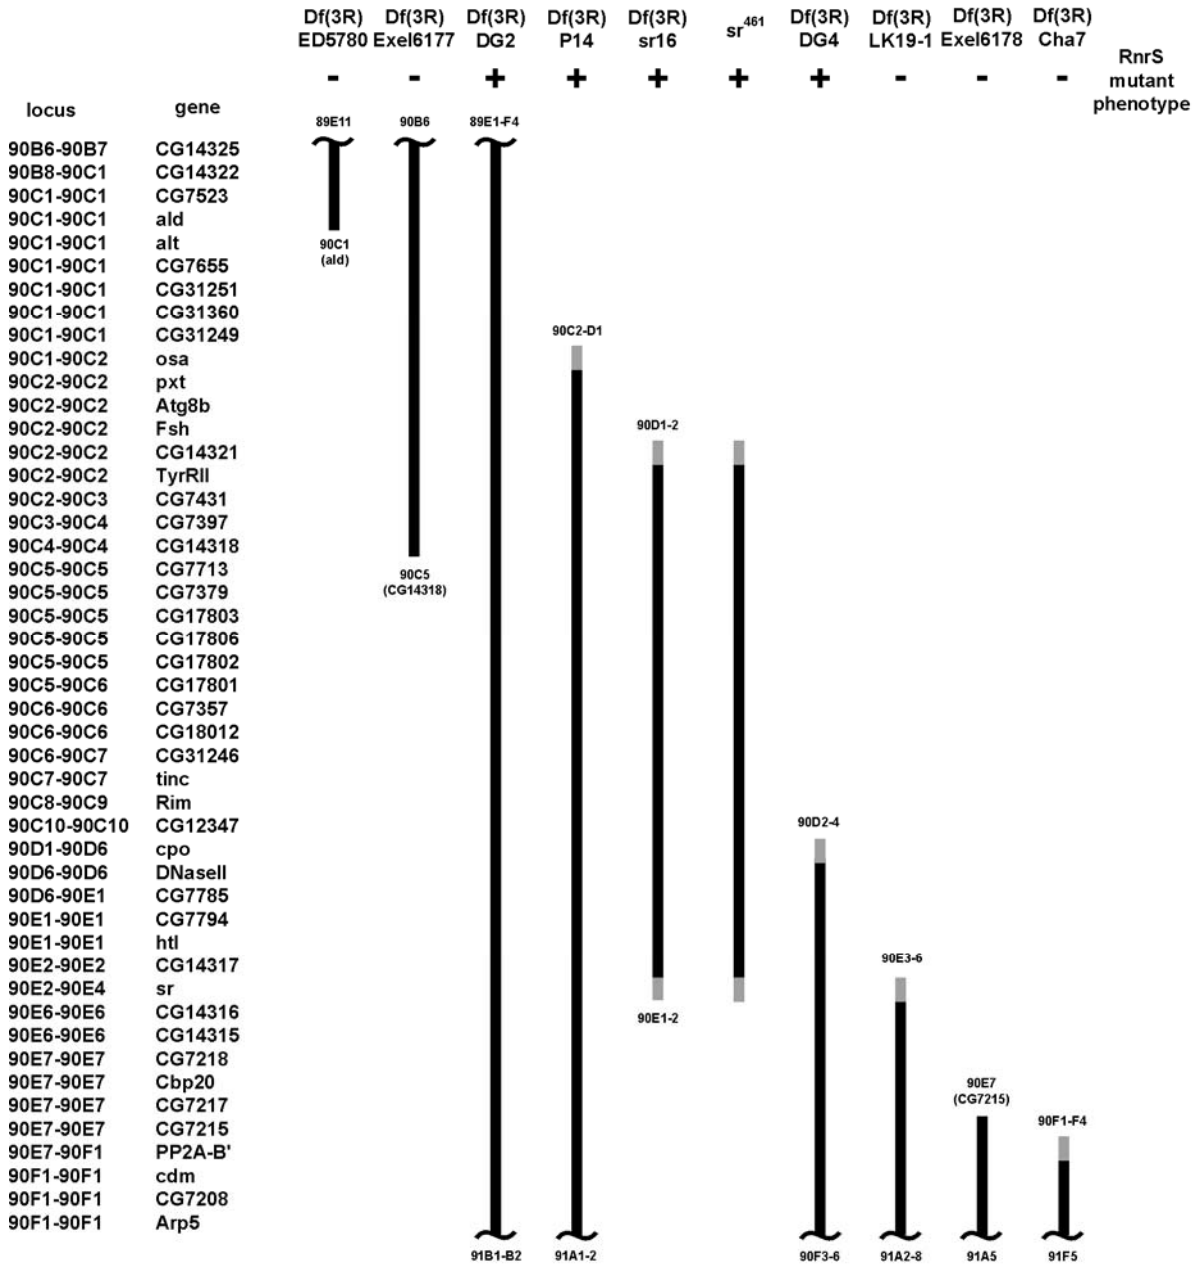 Df(3R) Df(3R) Df(3R) Df(3R) Df(3R) sr461 Df(3R) Df(3R) Df(3R) Df(3R)
ED5780 Exel6177 DG2 P14 sr16 DG4 LK19-1 Exel6178 Cha7
- - + + + + + - - -
RnrS
mutant
phenotype
locus gene
89E11 90B6 89E1-F4
90B6-90B7 CG14325
90B8-90C1 CG14322
90C1-90C1 CG7523
90C1-90C1 ald
90C1-90C1 alt
90C1
(ald)
90C1-90C1 CG7655
90C1-90C1 CG31251
90C1-90C1 CG31360
90C1-90C1 CG31249
90C2-D1
90C1-90C2 osa
90C2-90C2 pxt
90C2-90C2 Atg8b
90C2-90C2 Fsh
90D1-2
90C2-90C2 CG14321
90C2-90C2 TyrRII
90C2-90C3 CG7431
90C3-90C4 CG7397
90C4-90C4 CG14318
90C5-90C5 CG7713
90C5
(CG14318)
90C5-90C5 CG7379
90C5-90C5 CG17803
90C5-90C5 CG17806
90C5-90C5 CG17802
90C5-90C6 CG17801
90C6-90C6 CG7357
90C6-90C6 CG18012
90C6-90C7 CG31246
90C7-90C7 tinc
90C8-90C9 Rim
90C10-90C10 CG12347
90D2-4
90D1-90D6 cpo
90D6-90D6 DNaseII
90D6-90E1 CG7785
90E1-90E1 CG7794
90E1-90E1 htl
90E2-90E2 CG14317
90E3-6
90E2-90E4 sr
90E6-90E6 CG14316
90E1-2
90E6-90E6 CG14315
90E7-90E7 CG7218
90E7-90E7 Cbp20
90E7
(CG7215)
90E7-90E7 CG7217
90E7-90E7 CG7215
90F1-F4
90E7-90F1 PP2A-B'
90F1-90F1 cdm
90F1-90F1 CG7208
90F1-90F1 Arp5
91B1-B2 91A1-2 90F3-6 91A2-8 91A5 91F5